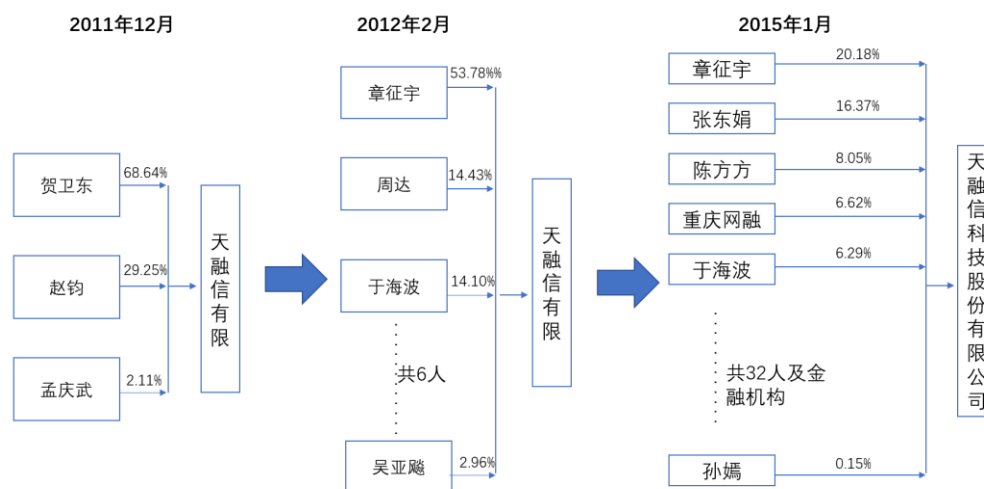 2011年12月
贺卫东
68.64%
赵钧
29.25%
孟庆武
2.11%
天融信有限
2012年2月
章征宇
53.78%%
周达
14.43%
于海波
14.10%
共6人
吴亚飚
2.96%
天融信有限
2015年1月
章征宇
20.18%
张东娟
16.37%
陈方方
8.05%
重庆网融
6.62%
于海波
6.29%
共32人及金
融机构
孙嫣
0.15%
天融信科技股份有限公司